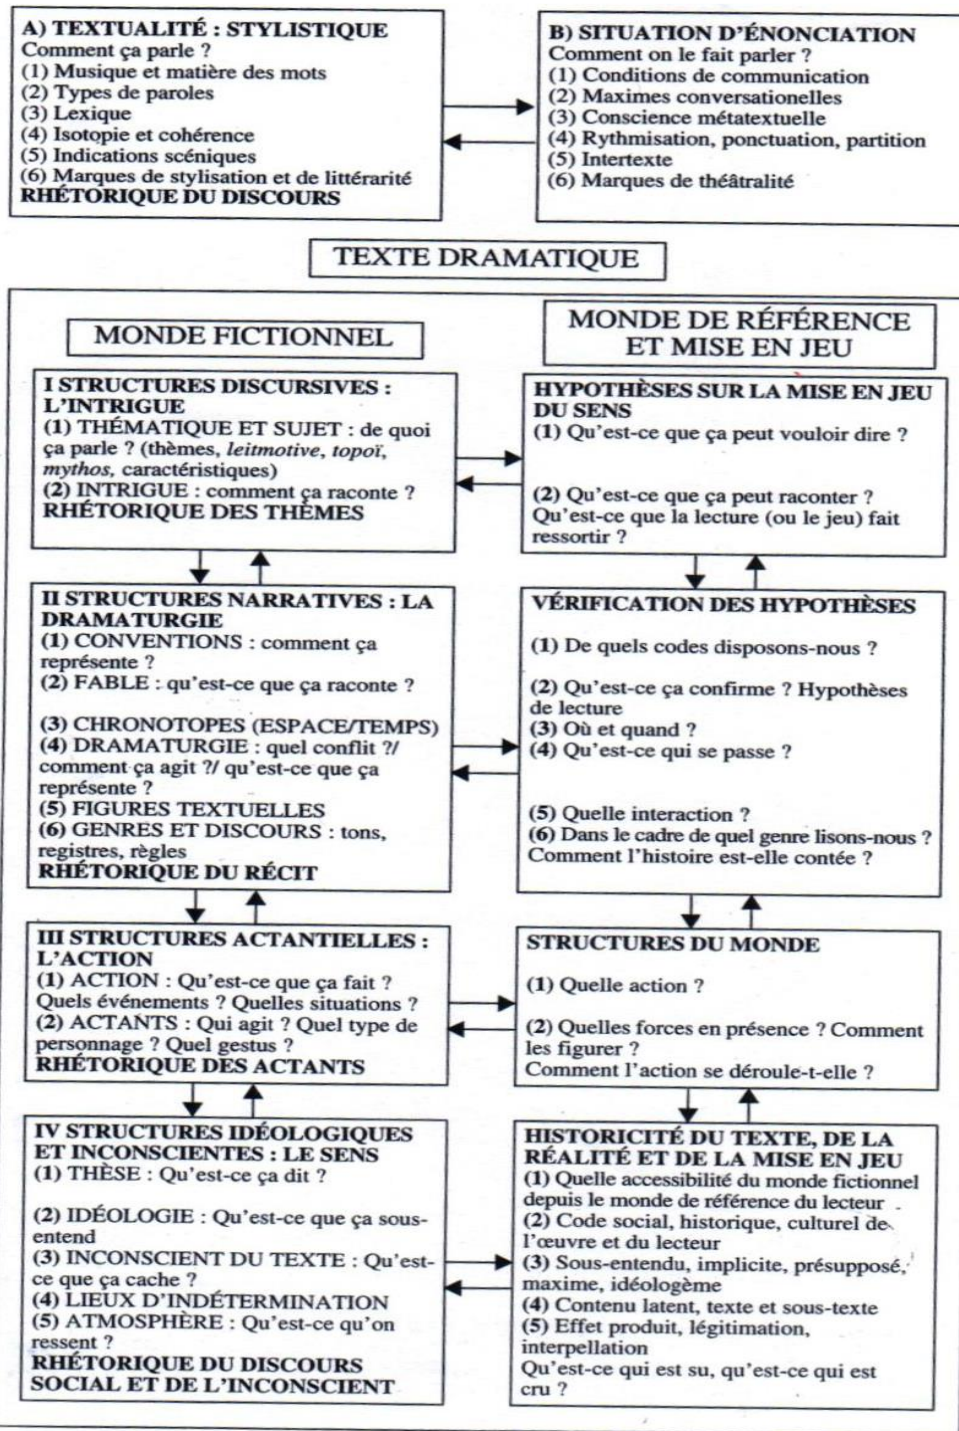 A) TEXTUALITÉ : STYLISTIQUE
Comment ça parle ?
(1) Musique et matière des mots
(2) Types de paroles
(3) Lexique
(4) Isotopie et cohérence
(5) Indications scéniques
(6) Marques de stylisation et de littérarité
RHÉTORIQUE DU DISCOURS
B) SITUATION D'ÉNONCIATION
Comment on le fait parler ?
(1) Conditions de communication
(2) Maximes conversationelles
(3) Conscience métatextuelle
(4) Rythmisation, ponctuation, partition
(5) Intertexte
(6) Marques de théâtralité
TEXTE DRAMATIQUE
MONDE FICTIONNEL
MONDE DE RÉFÉRENCE
ET MISE EN JEU
I STRUCTURES DISCURSIVES :
L'INTRIGUE
(1) THÉMATIQUE ET SUJET : de quoi
ça parle ? (thèmes, leitmotive, topoï,
mythos, caractéristiques)
(2) INTRIGUE : comment ça raconte ?
RHÉTORIQUE DES THÈMES
HYPOTHÈSES SUR LA MISE EN JEU
DU SENS
(1) Qu'est-ce que ça peut vouloir dire ?
(2) Qu'est-ce que ça peut raconter ?
Qu'est-ce que la lecture (ou le jeu) fait
ressortir ?
II STRUCTURES NARRATIVES : LA
DRAMATURGIE
(1) CONVENTIONS : comment ça
représente ?
(2) FABLE : qu'est-ce que ça raconte ?
(3) CHRONOTOPES (ESPACE/TEMPS)
(4) DRAMATURGIE : quel conflit ?/
comment ça agit ?/ qu'est-ce que ça
représente ?
(5) FIGURES TEXTUELLES
(6) GENRES ET DISCOURS : tons,
registres, règles
RHÉTORIQUE DU RÉCIT
VÉRIFICATION DES HYPOTHÈSES
(1) De quels codes disposons-nous ?
(2) Qu'est-ce ça confirme ? Hypothèses
de lecture
(3) Où et quand ?
(4) Qu'est-ce qui se passe ?
(5) Quelle interaction ?
(6) Dans le cadre de quel genre lisons-nous ?
Comment l'histoire est-elle contée ?
III STRUCTURES ACTANTIELLES :
L'ACTION
(1) ACTION : Qu'est-ce que ça fait ?
Quels événements ? Quelles situations ?
(2) ACTANTS : Qui agit ? Quel type de
personnage ? Quel gestus ?
RHÉTORIQUE DES ACTANTS
STRUCTURES DU MONDE
(1) Quelle action ?
(2) Quelles forces en présence ? Comment
les figurer ?
Comment l'action se déroule-t-elle ?
IV STRUCTURES IDÉOLOGIQUES
ET INCONSCIENTES : LE SENS
(1) THÈSE : Qu'est-ce ça dit ?
(2) IDÉOLOGIE : Qu'est-ce que ça sous-
entend
(3) INCONSCIENT DU TEXTE : Qu'est-
ce que ça cache ?
(4) LIEUX D'INDÉTERMINATION
(5) ATMOSPHÈRE : Qu'est-ce qu'on
ressent ?
RHÉTORIQUE DU DISCOURS
SOCIAL ET DE L'INCONSCIENT
HISTORICITÉ DU TEXTE, DE LA
RÉALITÉ ET DE LA MISE EN JEU
(1) Quelle accessibilité du monde fictionnel
depuis le monde de référence du lecteur
(2) Code social, historique, culturel de
l'œuvre et du lecteur
(3) Sous-entendu, implicite, présupposé,
maxime, idéologème
(4) Contenu latent, texte et sous-texte
(5) Effet produit, légitimation,
interpellation
Qu'est-ce qui est su, qu'est-ce qui est
cru ?